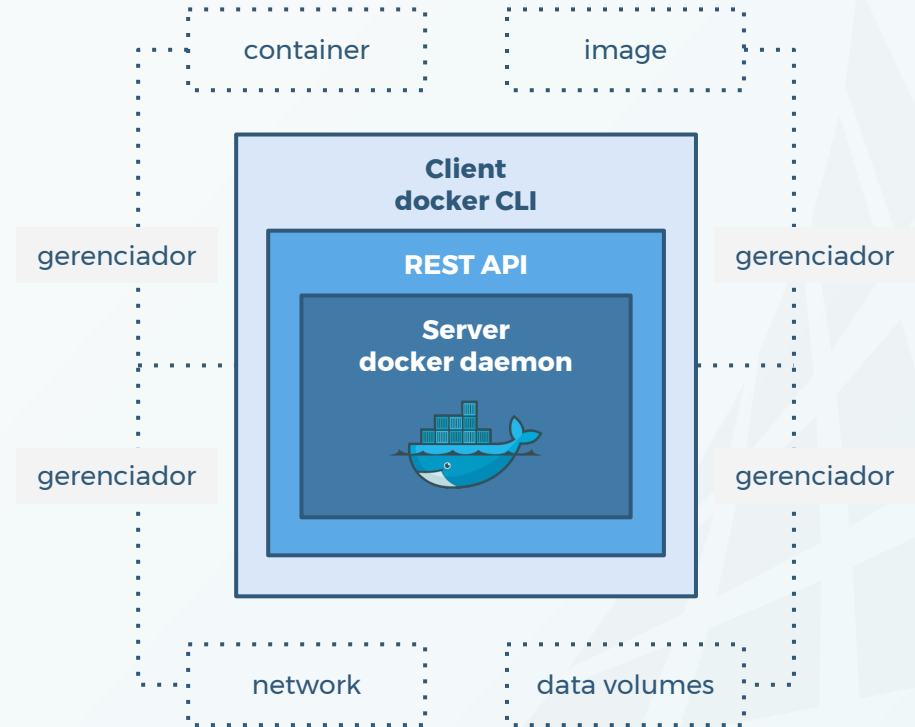 container
image
Client
docker CLI
gerenciador
REST API
gerenciador
Server
docker daemon
gerenciador
gerenciador
network
data volumes